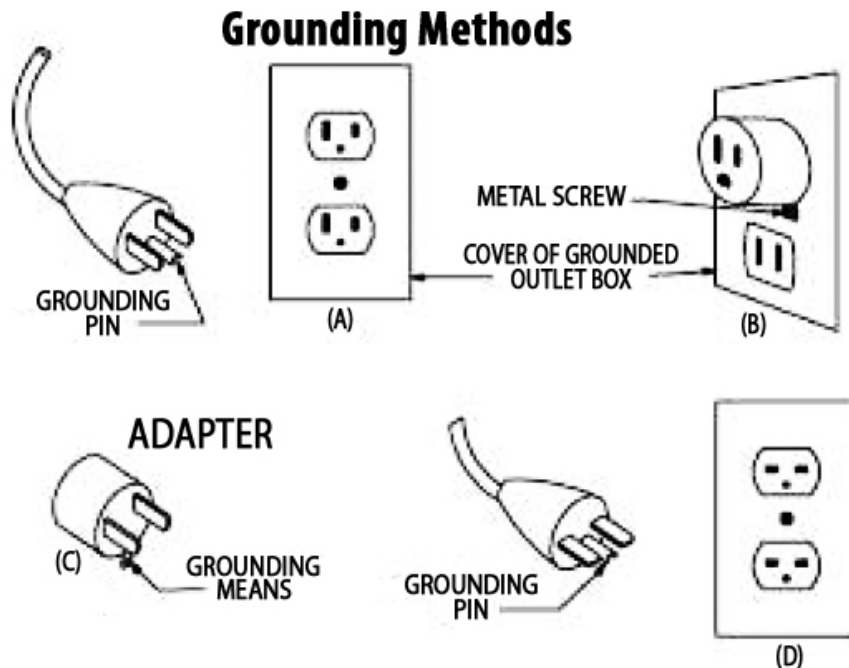 Grounding Methods
METAL SCREW
COVER OF GROUNDED
OUTLET BOX
GROUNDING
PIN
(A)
(B)
ADAPTER
(C)
GROUNDING
MEANS
GROUNDING
PIN
(D)